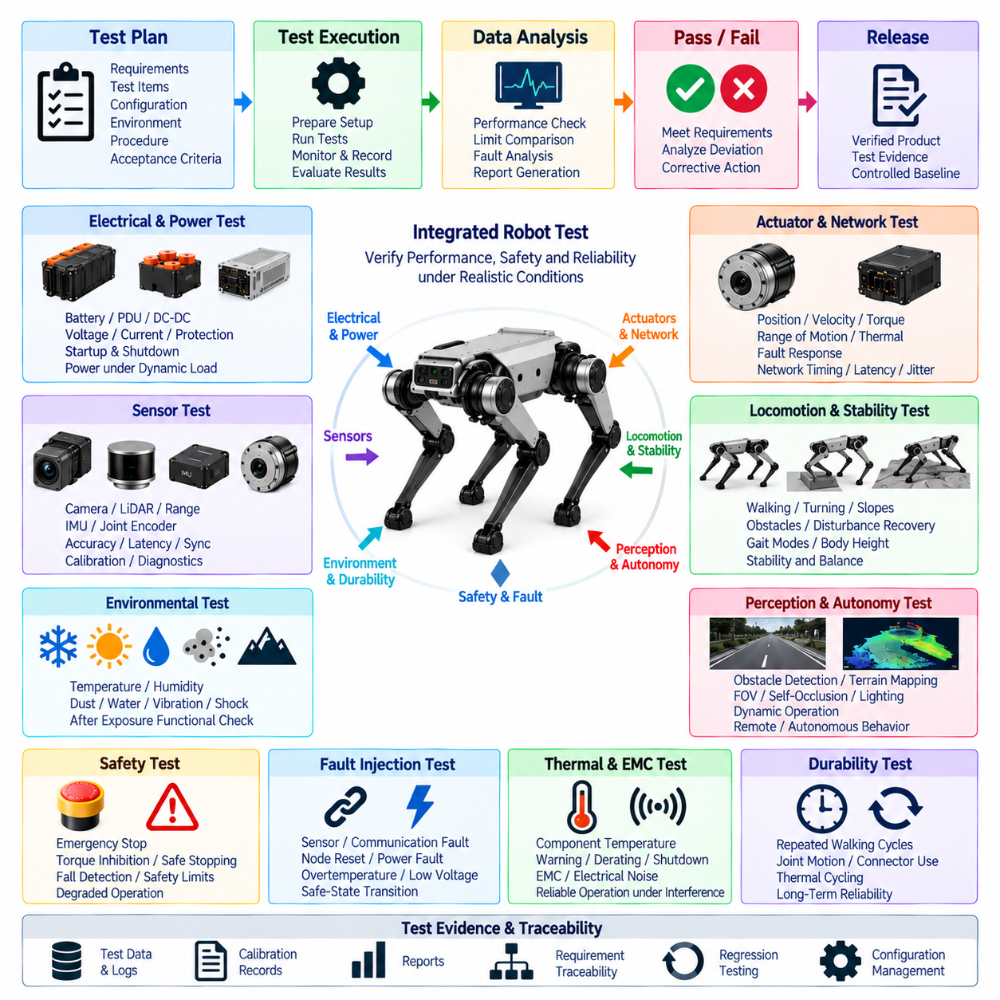 Test Plan
Requirements
Test Items
Configuration
Environment
Procedure
Acceptance Criteria
Test Execution
Prepare Setup
Run Tests
Monitor & Record
Evaluate Results
Data Analysis
Performance Check
Limit Comparison
Fault Analysis
Report Generation
Pass / Fail
Meet Requirements
Analyze Deviation
Corrective Action
Release
Verified Product
Test Evidence
Controlled Baseline
Electrical & Power Test
Battery / PDU / DC-DC
Voltage / Current / Protection
Startup & Shutdown
Power under Dynamic Load
Integrated Robot Test
Verify Performance, Safety and Reliability
under Realistic Conditions
Electrical
& Power
Actuators
& Network
Sensors
Locomotion
& Stability
Environment
& Durability
Perception
& Autonomy
Safety & Fault
Actuator & Network Test
Position / Velocity / Torque
Range of Motion / Thermal
Fault Response
Network Timing / Latency / Jitter
Sensor Test
IMU
Camera / LiDAR / Range
IMU / Joint Encoder
Accuracy / Latency / Sync
Calibration / Diagnostics
Locomotion & Stability Test
Walking / Turning / Slopes
Obstacles / Disturbance Recovery
Gait Modes / Body Height
Stability and Balance
Environmental Test
Temperature / Humidity
Dust / Water / Vibration / Shock
After Exposure Functional Check
Perception & Autonomy Test
Obstacle Detection / Terrain Mapping
FOV / Self-Occlusion / Lighting
Dynamic Operation
Remote / Autonomous Behavior
Safety Test
Emergency Stop
Torque Inhibition / Safe Stopping
Fall Detection / Safety Limits
Degraded Operation
Fault Injection Test
Sensor / Communication Fault
Node Reset / Power Fault
Overtemperature / Low Voltage
Safe-State Transition
Thermal & EMC Test
Component Temperature
Warning / Derating / Shutdown
EMC / Electrical Noise
Reliable Operation under Interference
Durability Test
Repeated Walking Cycles
Joint Motion / Connector Use
Thermal Cycling
Long-Term Reliability
Test Evidence & Traceability
Test Data
& Logs
Calibration
Records
Reports
Requirement
Traceability
Regression
Testing
Configuration
Management